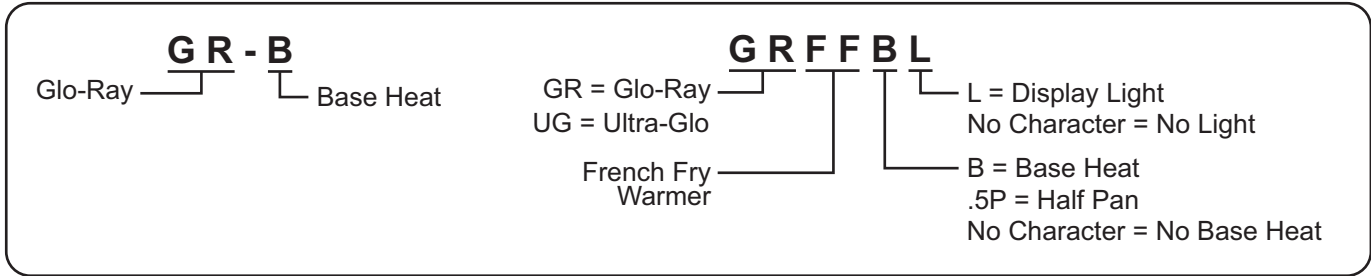 G R - B
Glo-Ray
Base Heat
G R F F B L
GR = Glo-Ray
UG = Ultra-Glo
French Fry
Warmer
L = Display Light
No Character = No Light
B = Base Heat
.5P = Half Pan
No Character = No Base Heat